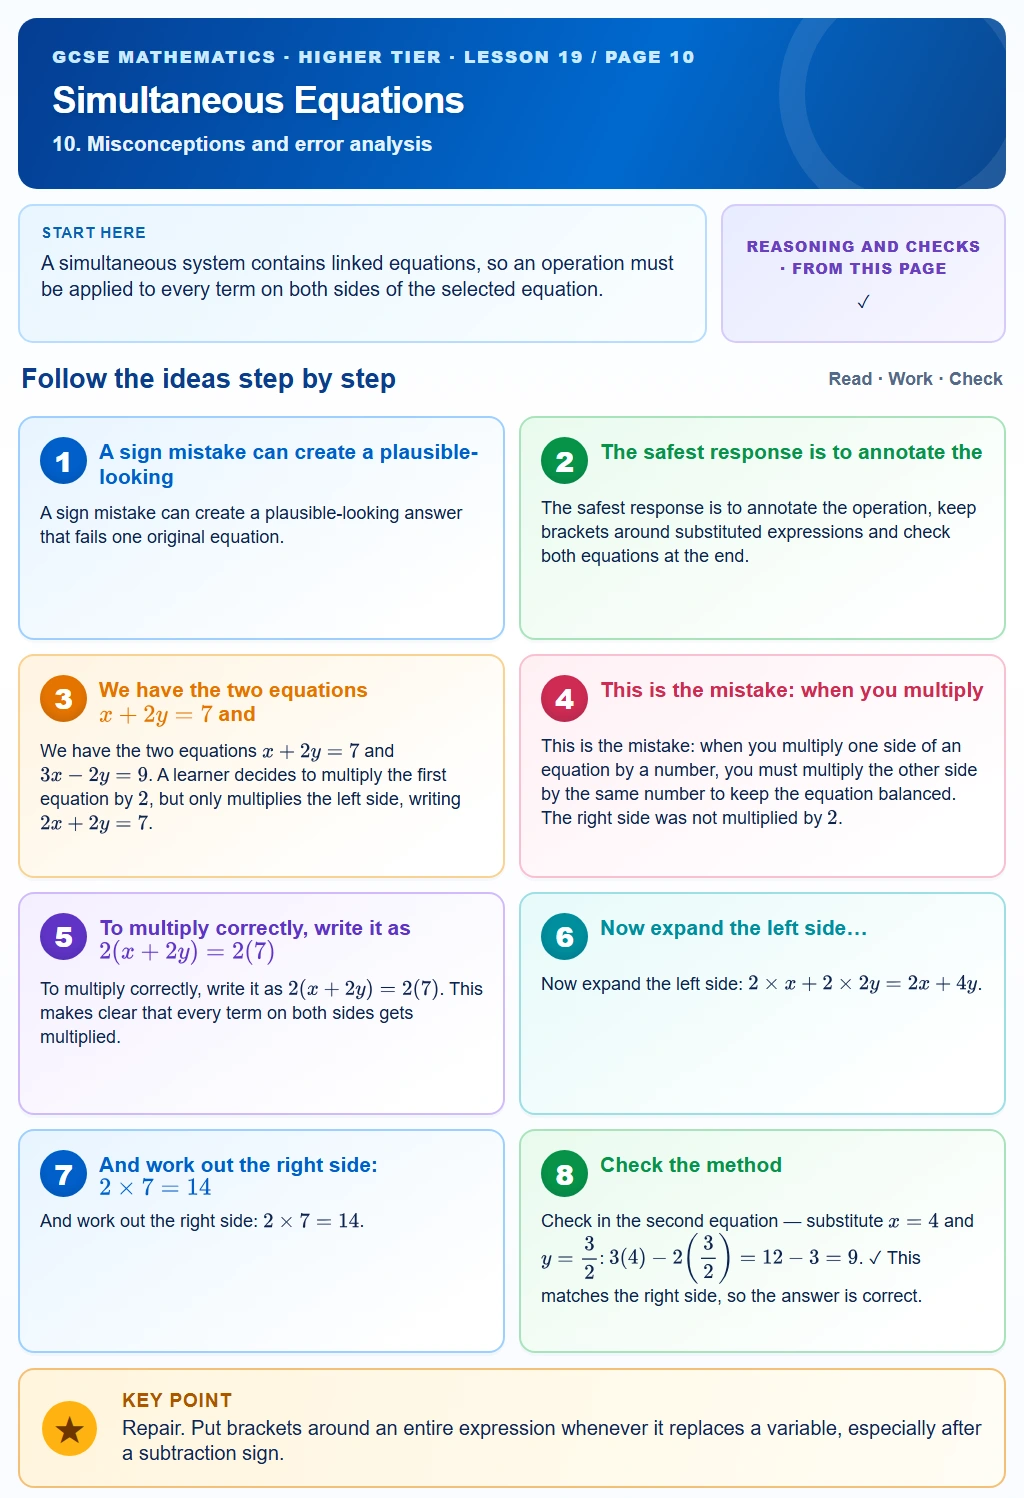 GCSE MATHEMATICS · HIGHER TIER · LESSON 19 / PAGE 10
Simultaneous Equations
10. Misconceptions and error analysis
START HERE
A simultaneous system contains linked equations, so an operation must
be applied to every term on both sides of the selected equation.
REASONING AND CHECKS
· FROM THIS PAGE
✓
Follow the ideas step by step
Read · Work · Check
1
A sign mistake can create a plausible-
looking
A sign mistake can create a plausible-looking answer
that fails one original equation.
2
The safest response is to annotate the
The safest response is to annotate the operation, keep
brackets around substituted expressions and check
both equations at the end.
3
We have the two equations
x + 2y = 7 and
We have the two equations x + 2y = 7 and
3x − 2y = 9. A learner decides to multiply the first
equation by 2, but only multiplies the left side, writing
2x + 2y = 7.
4
This is the mistake: when you multiply
This is the mistake: when you multiply one side of an
equation by a number, you must multiply the other side
by the same number to keep the equation balanced.
The right side was not multiplied by 2.
5
To multiply correctly, write it as
2(x + 2y) = 2(7)
To multiply correctly, write it as 2(x + 2y) = 2(7). This
makes clear that every term on both sides gets
multiplied.
6
Now expand the left side…
Now expand the left side: 2 × x + 2 × 2y = 2x + 4y.
7
And work out the right side:
2 × 7 = 14
And work out the right side: 2 × 7 = 14.
8
Check the method
Check in the second equation — substitute x = 4 and
y = 3/2: 3(4) − 2(3/2) = 12 − 3 = 9. ✓ This
matches the right side, so the answer is correct.
KEY POINT
Repair. Put brackets around an entire expression whenever it replaces a variable, especially after
a subtraction sign.